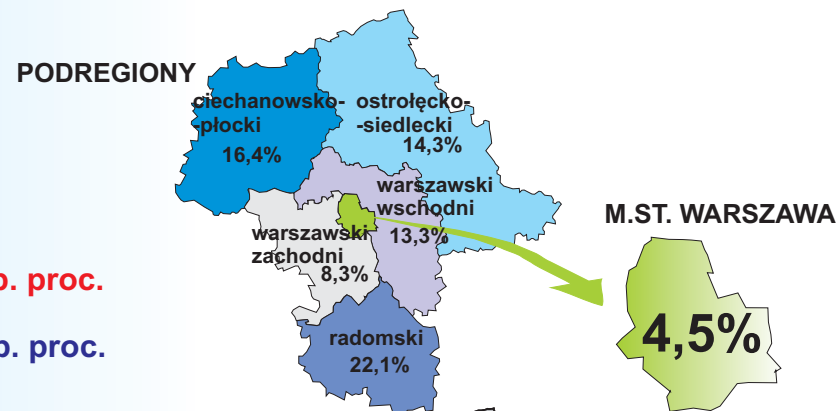 PODREGIONY
ciechanowsko-
-płocki
16,4%
ostrołęcko-
-siedlecki
14,3%
warszawski
wschodni
13,3%
M.ST. WARSZAWA
warszawski
zachodni
8,3%
4,5%
p. proc.
p. proc.
radomski
22,1%